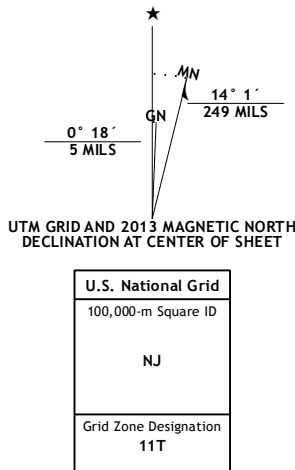 MN
GN
0° 18´
5 MILS
14° 1´
249 MILS
UTM GRID AND 2013 MAGNETIC NORTH
DECLINATION AT CENTER OF SHEET
U.S. National Grid
100,000-m Square ID
NJ
Grid Zone Designation
11T